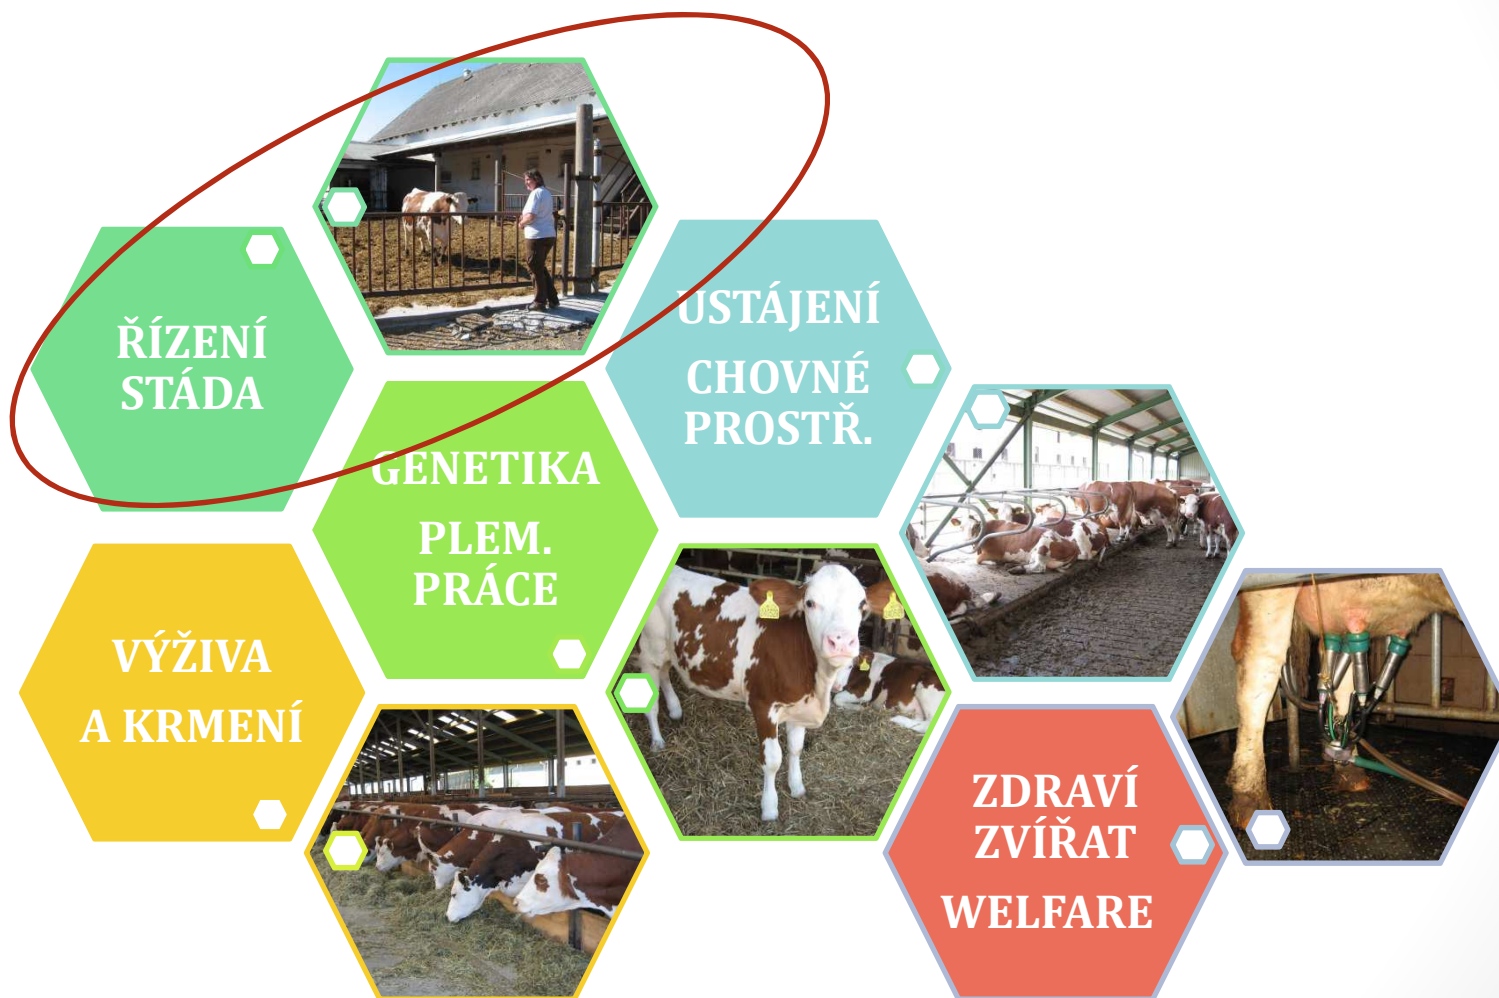 ŘÍZENÍ
STÁDA
USTÁJENÍ
CHOVNÉ
PROSTŘ.
GENETIKA
PLEM.
PRÁCE
VÝŽIVA
A KRMENÍ
ZDRAVÍ
ZVÍŘAT
WELFARE